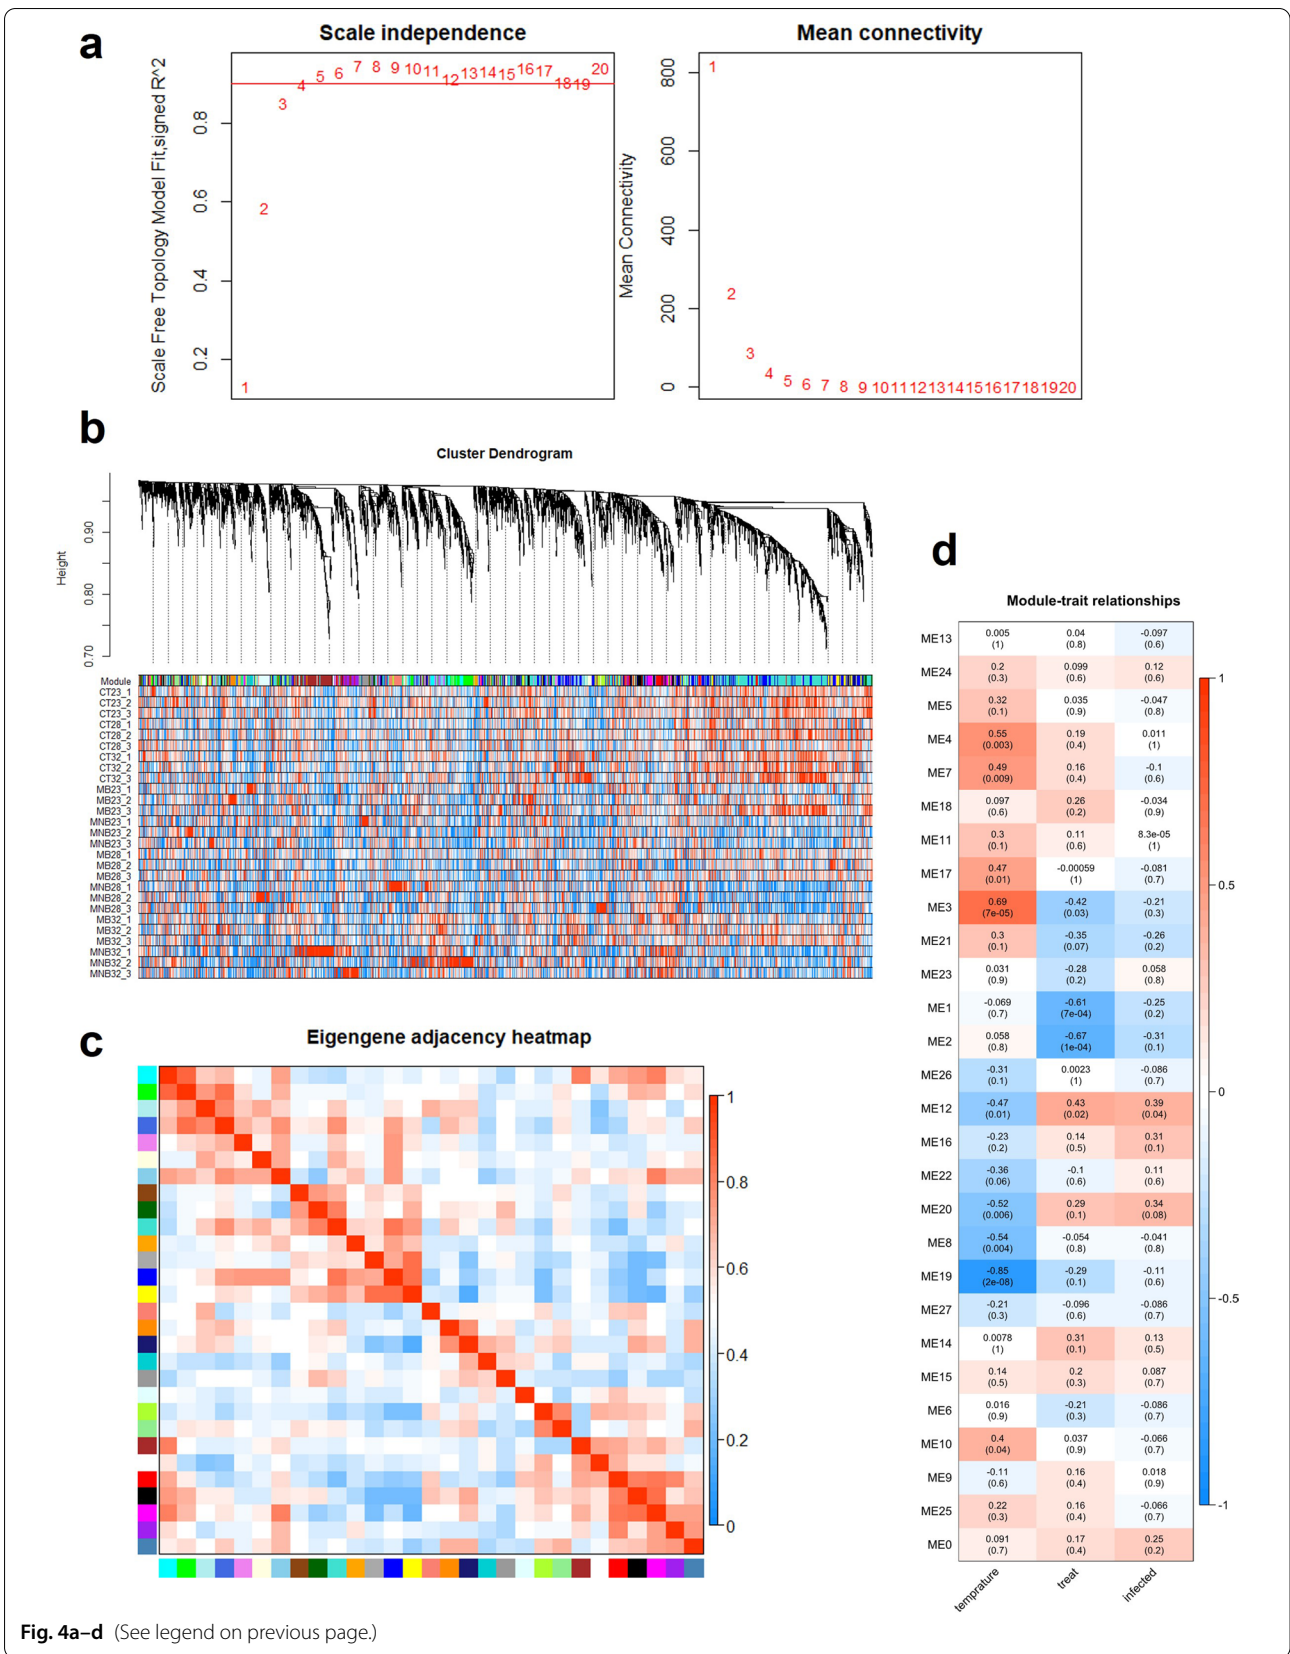 a
Scale independence
Mean connectivity
Scale Free Topology Model Fit,signed R^2
0.2 0.4 0.6 0.8
1 2 3 4 5 6 7 8 9 10 11 12 13 14 15 16 17 18 19 20
Mean Connectivity
0 200 400 600 800
1 2 3 4 5 6 7 8 9 10 11 12 13 14 15 16 17 18 19 20
b
Cluster Dendrogram
Height
0.70 0.80 0.90
Module
CT23_1
CT23_2
CT23_3
CT28_1
CT28_2
CT28_3
CT32_1
CT32_2
CT32_3
MB23_1
MB23_2
MB23_3
MNB23_1
MNB23_2
MNB23_3
MB28_1
MB28_2
MB28_3
MNB28_1
MNB28_2
MNB28_3
MB32_1
MB32_2
MB32_3
MNB32_1
MNB32_2
MNB32_3
c
Eigengene adjacency heatmap
1
0.8
0.6
0.4
0.2
0
d
Module-trait relationships
ME13 0.005 0.04 -0.097
(1) (0.8) (0.6)
ME24 0.2 0.099 0.12
(0.3) (0.6) (0.6)
ME5 0.32 0.035 -0.047
(0.1) (0.9) (0.8)
ME4 0.55 0.19 0.011
(0.003) (0.4) (1)
ME7 0.49 0.16 -0.1
(0.009) (0.4) (0.6)
ME18 0.097 0.26 -0.034
(0.6) (0.2) (0.9)
ME11 0.3 0.11 8.3e-05
(0.1) (0.6) (1)
ME17 0.47 -0.00059 -0.081
(0.01) (1) (0.7)
ME3 0.69 -0.42 -0.21
(7e-05) (0.03) (0.3)
ME21 0.3 -0.35 -0.26
(0.1) (0.07) (0.2)
ME23 0.031 -0.28 0.058
(0.9) (0.2) (0.8)
ME1 -0.069 -0.61 -0.25
(0.7) (7e-04) (0.2)
ME2 0.058 -0.67 -0.31
(0.8) (1e-04) (0.1)
ME26 -0.31 0.0023 -0.086
(0.1) (1) (0.7)
ME12 -0.47 0.43 0.39
(0.01) (0.02) (0.04)
ME16 -0.23 0.14 0.31
(0.2) (0.5) (0.1)
ME22 -0.36 -0.1 0.11
(0.06) (0.6) (0.6)
ME20 -0.52 0.29 0.34
(0.006) (0.1) (0.08)
ME8 -0.54 -0.054 -0.041
(0.004) (0.8) (0.8)
ME19 -0.85 -0.29 -0.11
(2e-08) (0.1) (0.6)
ME27 -0.21 -0.096 -0.086
(0.3) (0.6) (0.7)
ME14 0.0078 0.31 0.13
(1) (0.1) (0.5)
ME15 0.14 0.2 0.087
(0.5) (0.3) (0.7)
ME6 0.016 -0.21 -0.086
(0.9) (0.3) (0.7)
ME10 0.4 0.037 -0.066
(0.04) (0.9) (0.7)
ME9 -0.11 0.16 0.018
(0.6) (0.4) (0.9)
ME25 0.22 0.16 -0.066
(0.3) (0.4) (0.7)
ME0 0.091 0.17 0.25
(0.7) (0.4) (0.2)
temprature treat infected
1
0.5
0
-0.5
-1
Fig. 4a–d (See legend on previous page.)